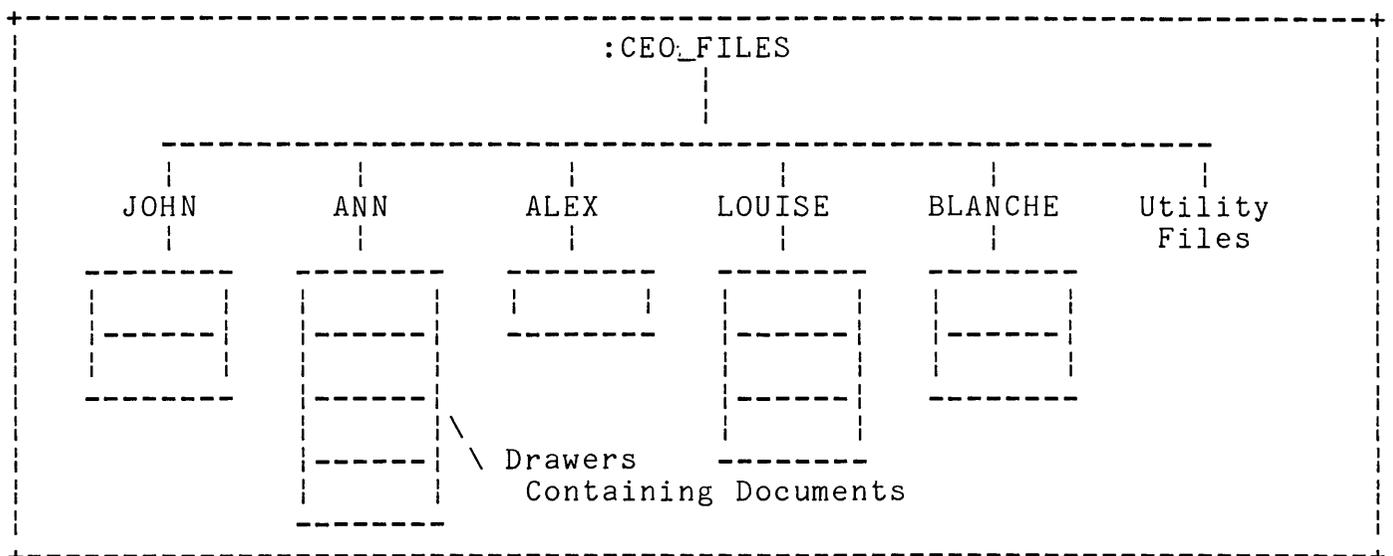 :CEO_FILES
JOHN ANN ALEX LOUISE BLANCHE Utility
Files
Drawers
Containing Documents